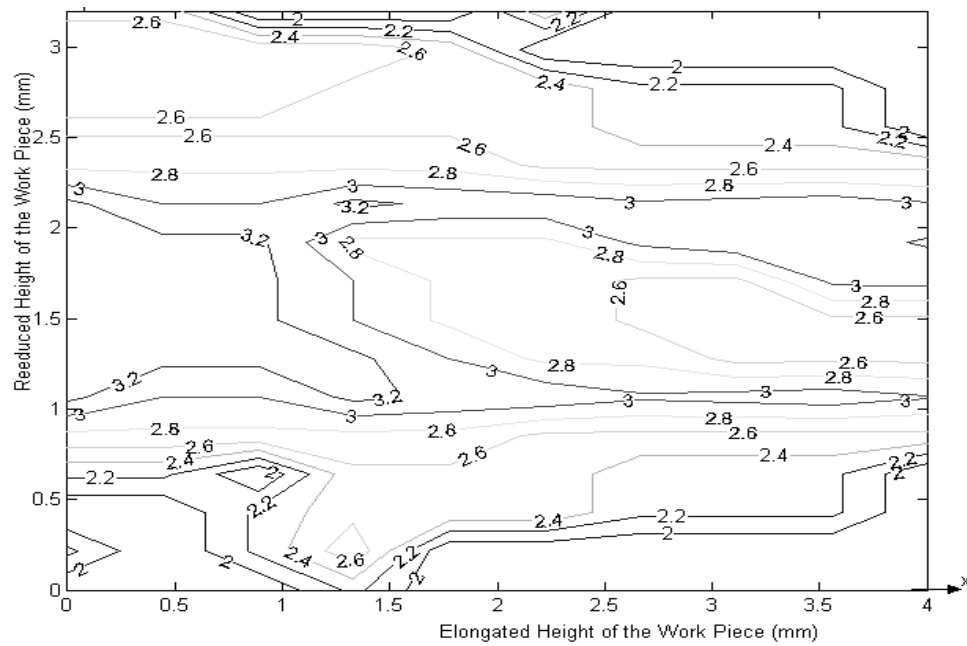 2.6 2 2.2 2.2
2.4 2.2
3 2.6 2
2.4 2.2
2.6 2
2.5 2.6 2.6 2.2
2.4
2.8 2.8 2.6
3 3 2.8
3.2 3 3
2 3.2 3 2.8 3 2.8
2.6 3
2.8
1.5 2.6
2.8 2.6
3.2 3 2.8
3.2 3
1 3 3 3 3
2.8 2.8 2.8
2.6 2.6 2.6
2.4 2.4 2.2
2.2 2 2
0.5 2.2 2.4 2.2
2
2.4 2.6 2.2
2 2 2
0
0 0.5 1 1.5 2 2.5 3 3.5 4
x
Reeduced Height of the Work Piece (mm)
Elongated Height of the Work Piece (mm)